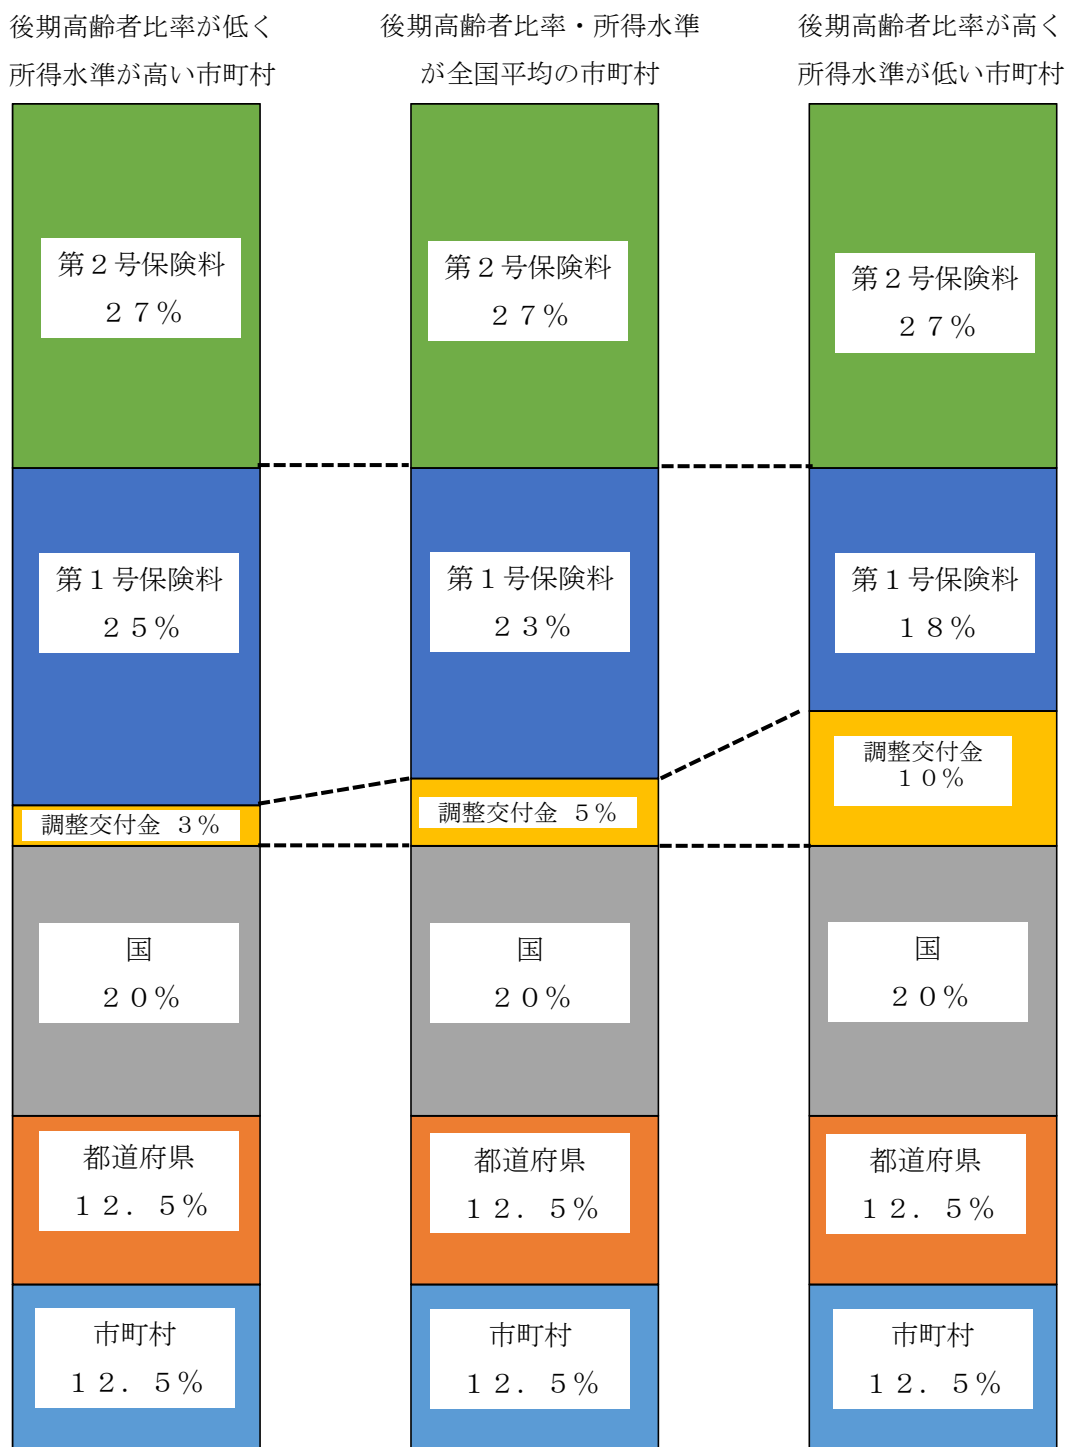 後期高齢者比率が低く
所得水準が高い市町村
第２号保険料
２７％
第１号保険料
２５％
調整交付金 ３％
国
２０％
都道府県
１２．５％
市町村
１２．５％
後期高齢者比率・所得水準
が全国平均の市町村
第２号保険料
２７％
第１号保険料
２３％
調整交付金 ５％
国
２０％
都道府県
１２．５％
市町村
１２．５％
後期高齢者比率が高く
所得水準が低い市町村
第２号保険料
２７％
第１号保険料
１８％
調整交付金
１０％
国
２０％
都道府県
１２．５％
市町村
１２．５％